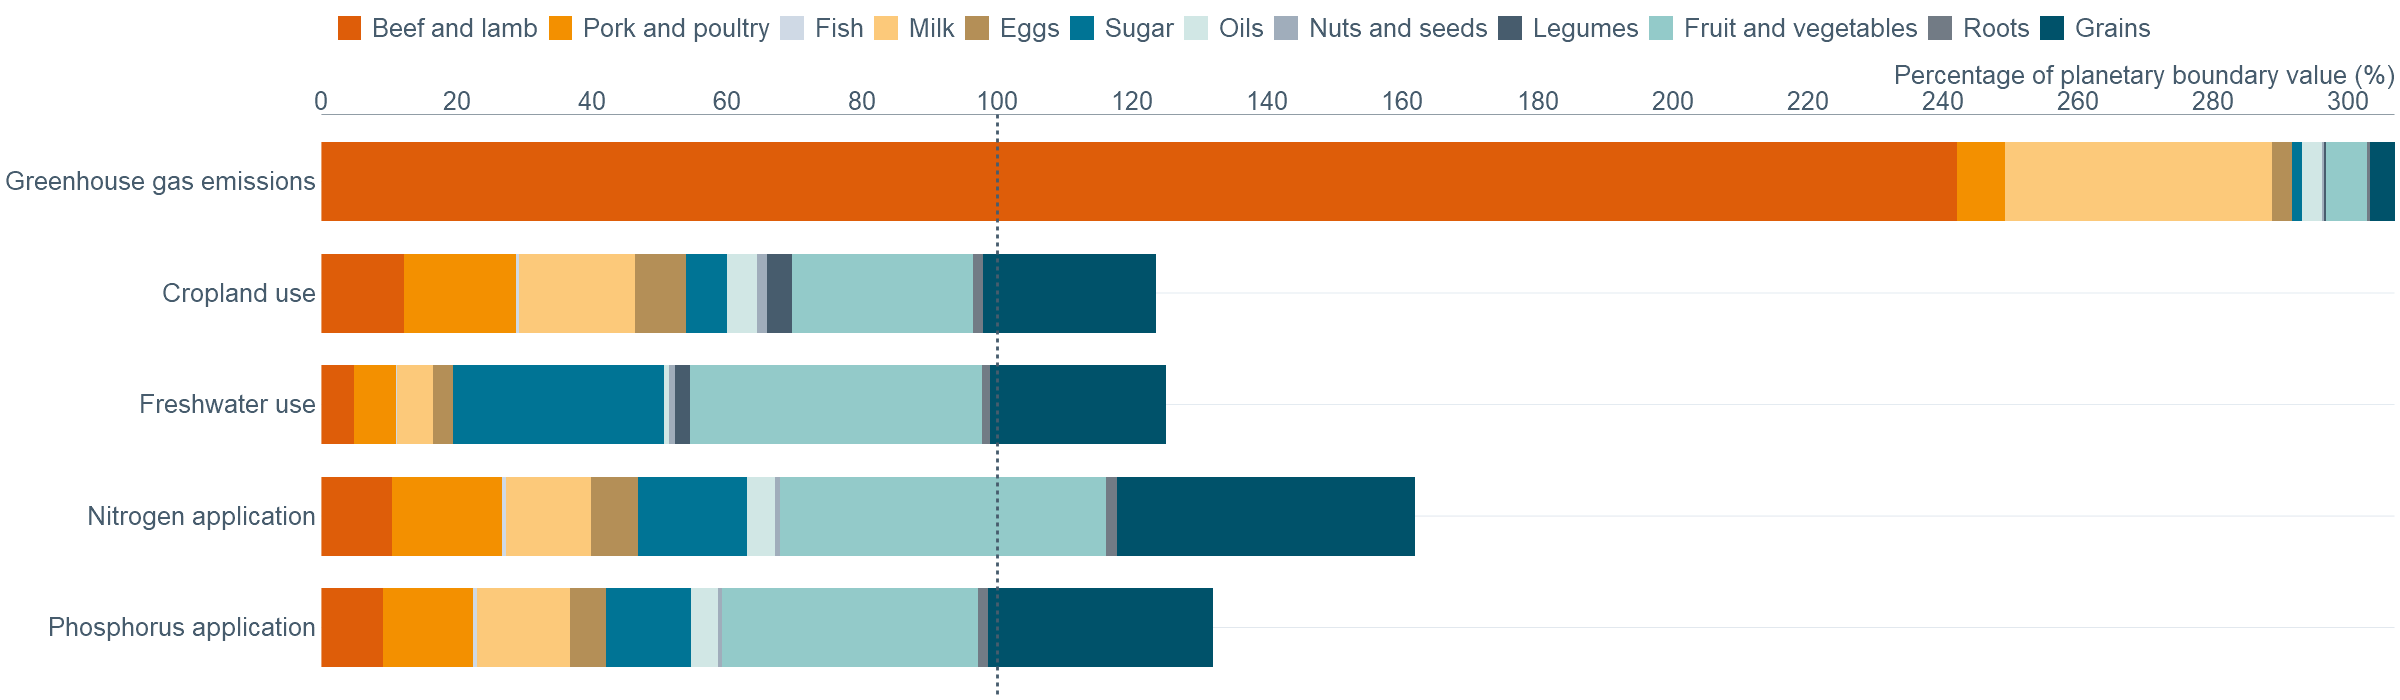 Beef and lamb Pork and poultry Fish Milk Eggs Sugar Oils Nuts and seeds Legumes Fruit and vegetables Roots Grains
Percentage of planetary boundary value (%)
0 20 40 60 80 100 120 140 160 180 200 220 240 260 280 300
Greenhouse gas emissions
Cropland use
Freshwater use
Nitrogen application
Phosphorus application